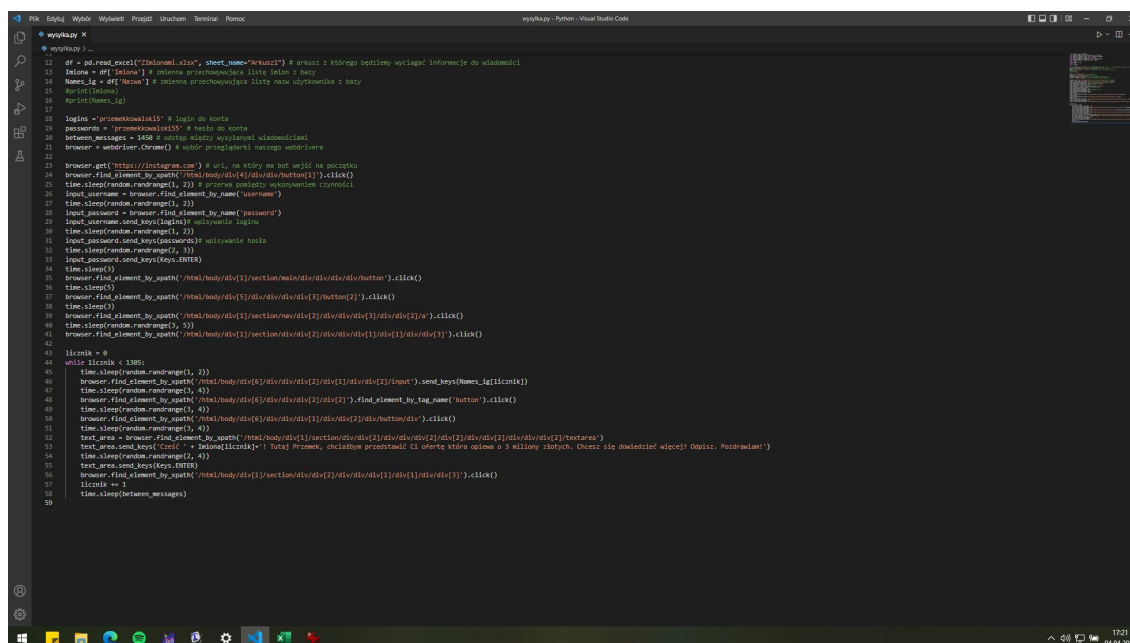 Plik Edytuj Wybór Wyświetl Przejdź Uruchom Terminal Pomoc
wysylka.py - Python - Visual Studio Code
wysylka.py ×
wysylka.py > ...
12 df = pd.read_excel("ZImionami.xlsx", sheet_name="Arkusz1") # arkusz z którego będziemy wyciagać informacje do wiadomości
13 Imiona = df['Imiona'] # zmienna przechowywująca listę imion z bazy
14 Names_ig = df['Nazwa'] # zmienna przechowywująca listę nazw użytkownika z bazy
15 #print(Imiona)
16 #print(Names_ig)
17
18 logins ='przemekkowalski5' # login do konta
19 passwords = 'przemekkowalski55' # hasło do konta
20 between_messages = 1450 # odstęp między wysyłanymi wiadomościami
21 browser = webdriver.Chrome() # wybór przeglądarki naszego webdrivera
22
23 browser.get('https://instagram.com') # url, na który ma bot wejść na początku
24 browser.find_element_by_xpath('/html/body/div[4]/div/div/button[1]').click()
25 time.sleep(random.randrange(1, 2)) # przerwa pomiędzy wykonywaniem czynności
26 input_username = browser.find_element_by_name('username')
27 time.sleep(random.randrange(1, 2))
28 input_password = browser.find_element_by_name('password')
29 input_username.send_keys(logins)# wpisywanie loginu
30 time.sleep(random.randrange(1, 2))
31 input_password.send_keys(passwords)# wpisywanie hasła
32 time.sleep(random.randrange(2, 3))
33 input_password.send_keys(Keys.ENTER)
34 time.sleep(3)
35 browser.find_element_by_xpath('/html/body/div[1]/section/main/div/div/div/div/button').click()
36 time.sleep(5)
37 browser.find_element_by_xpath('/html/body/div[5]/div/div/div/div[3]/button[2]').click()
38 time.sleep(3)
39 browser.find_element_by_xpath('/html/body/div[1]/section/nav/div[2]/div/div/div[3]/div/div[2]/a').click()
40 time.sleep(random.randrange(3, 5))
41 browser.find_element_by_xpath('/html/body/div[1]/section/div/div[2]/div/div/div[1]/div[1]/div/div[3]').click()
42
43 licznik = 0
44 while licznik < 1305:
45 time.sleep(random.randrange(1, 2))
46 browser.find_element_by_xpath('/html/body/div[6]/div/div/div[2]/div[1]/div/div[2]/input').send_keys(Names_ig[licznik])
47 time.sleep(random.randrange(3, 4))
48 browser.find_element_by_xpath('/html/body/div[6]/div/div/div[2]/div[2]').find_element_by_tag_name('button').click()
49 time.sleep(random.randrange(3, 4))
50 browser.find_element_by_xpath('/html/body/div[6]/div/div/div[1]/div/div[2]/div/button/div').click()
51 time.sleep(random.randrange(3, 4))
52 text_area = browser.find_element_by_xpath('/html/body/div[1]/section/div/div[2]/div/div/div[2]/div[2]/div/div[2]/div/div/div[2]/textarea')
53 text_area.send_keys('Cześć ' + Imiona[licznik]+'! Tutaj Przemek, chciałbym przedstawić Ci ofertę która opiewa o 3 miliony złotych. Chcesz się dowiedzieć więcej? Odpisz. Pozdrawiam!')
54 time.sleep(random.randrange(2, 4))
55 text_area.send_keys(Keys.ENTER)
56 browser.find_element_by_xpath('/html/body/div[1]/section/div/div[2]/div/div/div[1]/div[1]/div/div[3]').click()
57 licznik += 1
58 time.sleep(between_messages)
59
17:21